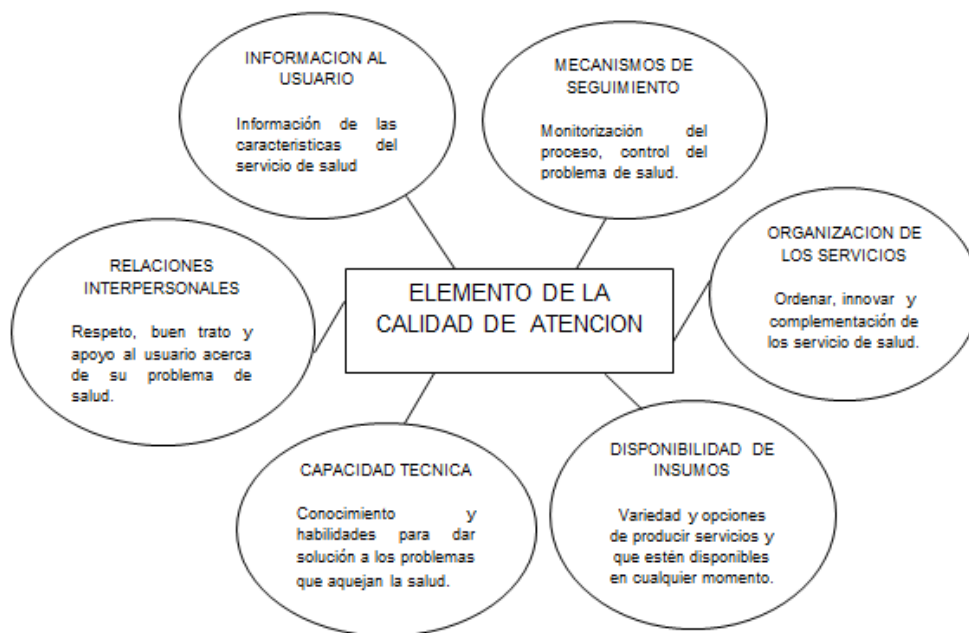 INFORMACION AL
USUARIO
Información de las
caracteristicas del
servicio de salud
MECANISMOS DE
SEGUIMIENTO
Monitorización del
proceso, control del
problema de salud.
RELACIONES
INTERPERSONALES
Respeto, buen trato y
apoyo al usuario acerca
de su problema de
salud.
ELEMENTO DE LA
CALIDAD DE ATENCION
ORGANIZACION DE
LOS SERVICIOS
Ordenar, innovar y
complementación de
los servicio de salud.
CAPACIDAD TECNICA
Conocimiento y
habilidades para dar
solución a los problemas
que aquejan la salud.
DISPONIBILIDAD DE
INSUMOS
Variedad y opciones
de producir servicios y
que estén disponibles
en cualquier momento.